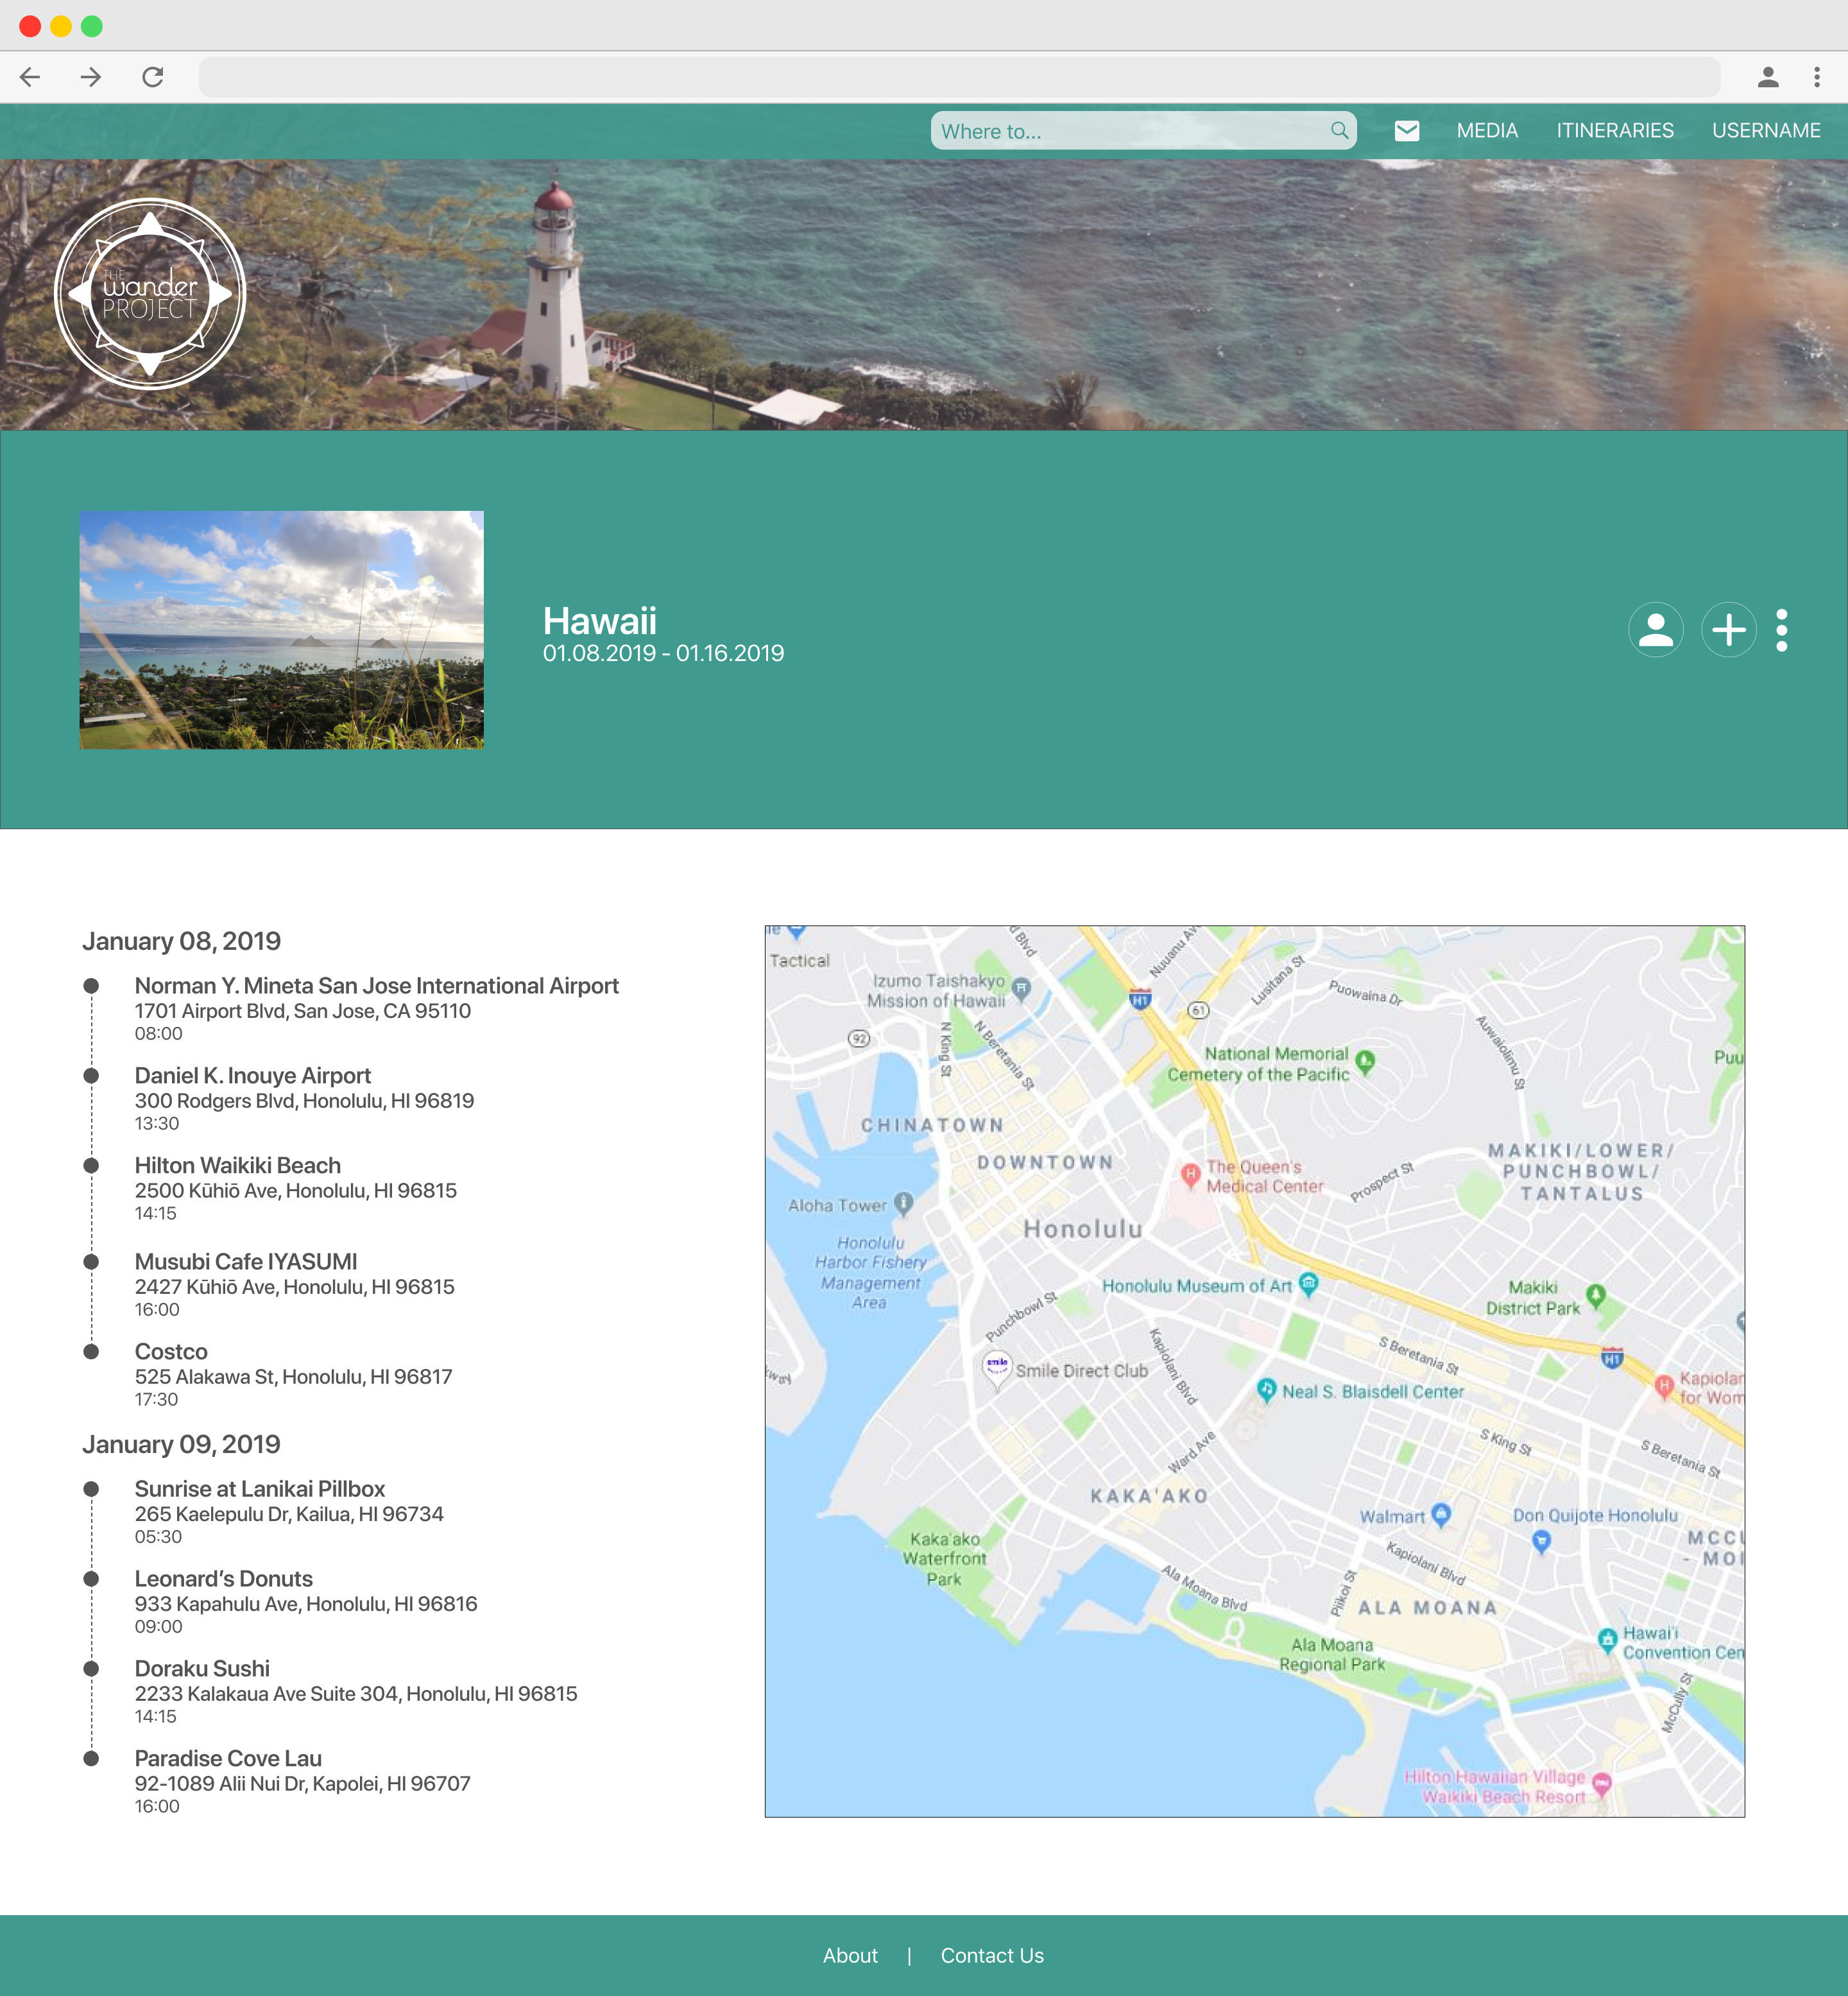 Where to...
MEDIA
ITINERARIES
USERNAME
THE
wander
PROJECT
Hawaii
01.08.2019 - 01.16.2019
January 08, 2019
Norman Y. Mineta San Jose International Airport
1701 Airport Blvd, San Jose, CA 95110
08:00
Daniel K. Inouye Airport
300 Rodgers Blvd, Honolulu, HI 96819
13:30
Hilton Waikiki Beach
2500 Kūhiō Ave, Honolulu, HI 96815
14:15
Musubi Cafe IYASUMI
2427 Kūhiō Ave, Honolulu, HI 96815
16:00
Costco
525 Alakawa St, Honolulu, HI 96817
17:30
January 09, 2019
Sunrise at Lanikai Pillbox
265 Kaelepulu Dr, Kailua, HI 96734
05:30
Leonard’s Donuts
933 Kapahulu Ave, Honolulu, HI 96816
09:00
Doraku Sushi
2233 Kalakaua Ave Suite 304, Honolulu, HI 96815
14:15
Paradise Cove Lau
92-1089 Alii Nui Dr, Kapolei, HI 96707
16:00
Tactical
d Blvd
Nuuanu Av
Izumo Taishakyo
Mission of Hawaii
H1
61
Lusitana St
Puowaina Dr
92
N King St
N Beretania St
Auwaiolimu St
National Memorial
Cemetery of the Pacific
Puu
CHINATOWN
DOWNTOWN
MAKIKI/LOWER/
PUNCHBOWL/
TANTALUS
The Queen's
Medical Center
Prospect St
Aloha Tower
Honolulu
Honolulu
Harbor Fishery
Management
Area
Honolulu Museum of Art
Makiki
District Park
Punchbowl St
Kapiolani Blvd
S Beretania St
H1
smile
Smile Direct Club
kway
Neal S. Blaisdell Center
Kapiolan
for Wom
Ward Ave
S King St
S Beretania St
KAKA'AKO
Walmart
Don Quijote Honolulu
MCCU
- MOI
Kaka'ako
Waterfront
Park
Kapiolani Blvd
Ala Moana Blvd
Piikoi St
ALA MOANA
Hawai'i
Convention Cen
Ala Moana
Regional Park
McCully St
Hilton Hawaiian Village
Waikiki Beach Resort
About | Contact Us